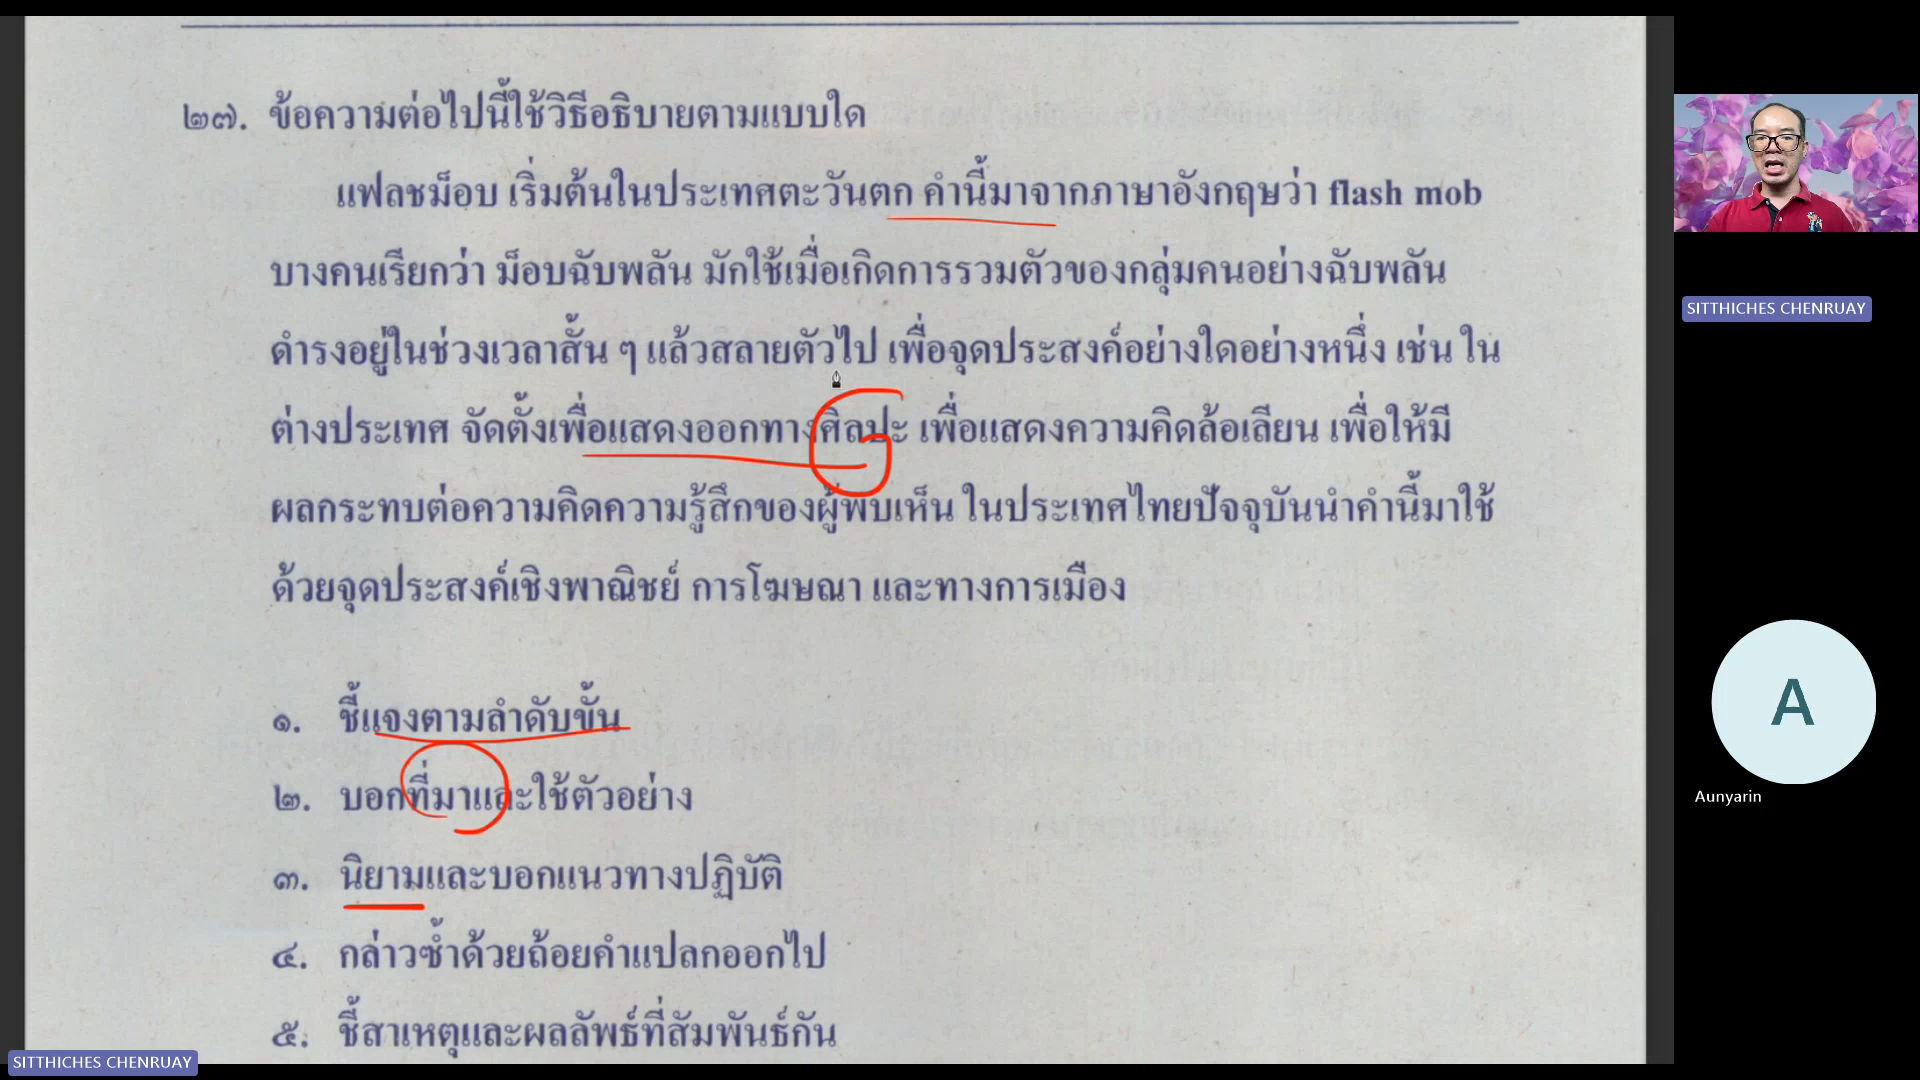 ๒๗. ข้อความต่อไปนี้ใช้วิธีอธิบายตามแบบใด
แฟลชม็อบ เริ่มต้นในประเทศตะวันตก คำนี้มาจากภาษาอังกฤษว่า flash mob
บางคนเรียกว่า ม็อบฉับพลัน มักใช้เมื่อเกิดการรวมตัวของกลุ่มคนอย่างฉับพลัน
ดำรงอยู่ในช่วงเวลาสั้น ๆ แล้วสลายตัวไป เพื่อจุดประสงค์อย่างใดอย่างหนึ่ง เช่น ใน
ต่างประเทศ จัดตั้งเพื่อแสดงออกทางศิลปะ เพื่อแสดงความคิดล้อเลียน เพื่อให้มี
ผลกระทบต่อความคิดความรู้สึกของผู้พบเห็น ในประเทศไทยปัจจุบันนำคำนี้มาใช้
ด้วยจุดประสงค์เชิงพาณิชย์ การโฆษณา และทางการเมือง
๑. ชี้แจงตามลำดับขั้น
๒. บอกที่มาและใช้ตัวอย่าง
๓. นิยามและบอกแนวทางปฏิบัติ
๔. กล่าวซ้ำด้วยถ้อยคำแปลกออกไป
๕. ชี้สาเหตุและผลลัพธ์ที่สัมพันธ์กัน
SITTHICHES CHENRUAY
SITTHICHES CHENRUAY
A
Aunyarin